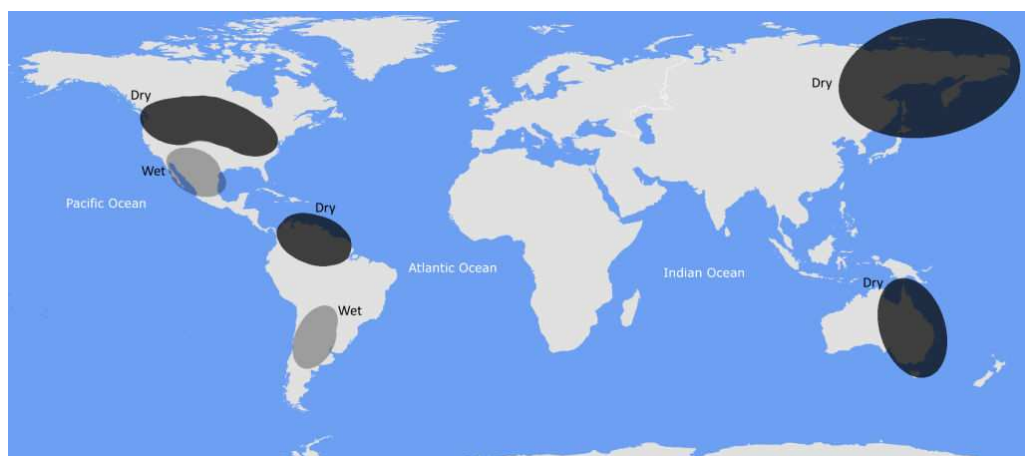 Dry
Dry
Wet
Pacific Ocean
Dry
Atlantic Ocean
Indian Ocean
Dry
Wet